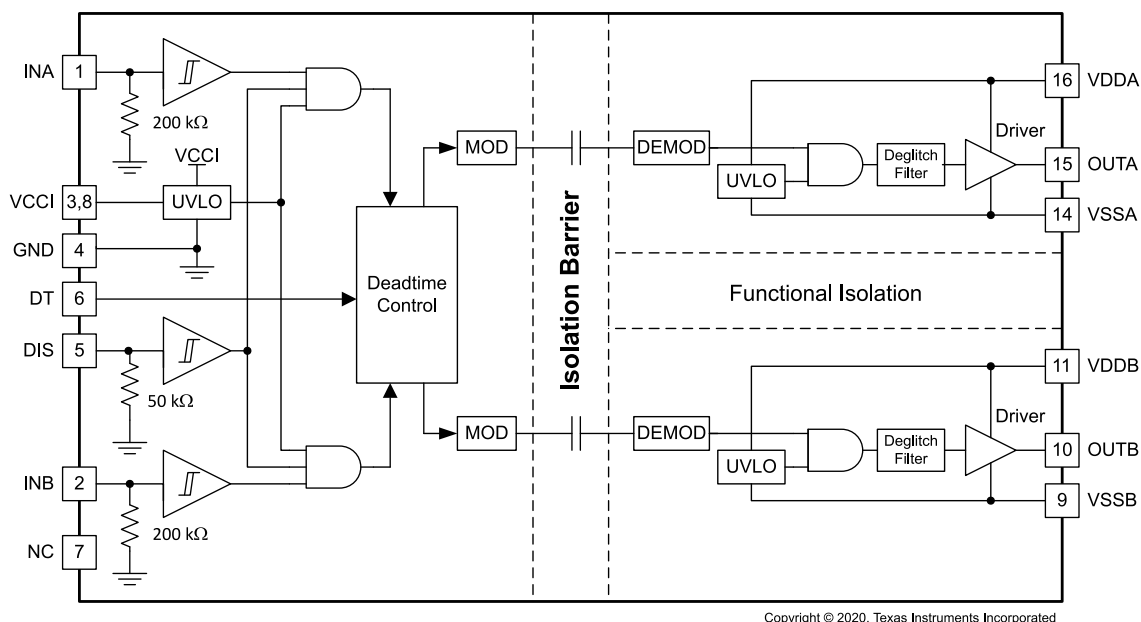 INA
1
200 kΩ
VCCI
VCCI
3,8
UVLO
GND
4
DT
6
DIS
5
50 kΩ
INB
2
200 kΩ
NC
7
Deadtime
Control
MOD
MOD
Isolation Barrier
DEMOD
UVLO
Deglitch
Filter
Driver
16
VDDA
15
OUTA
14
VSSA
Functional Isolation
DEMOD
UVLO
Deglitch
Filter
Driver
11
VDDB
10
OUTB
9
VSSB
Copyright © 2020, Texas Instruments Incorporated